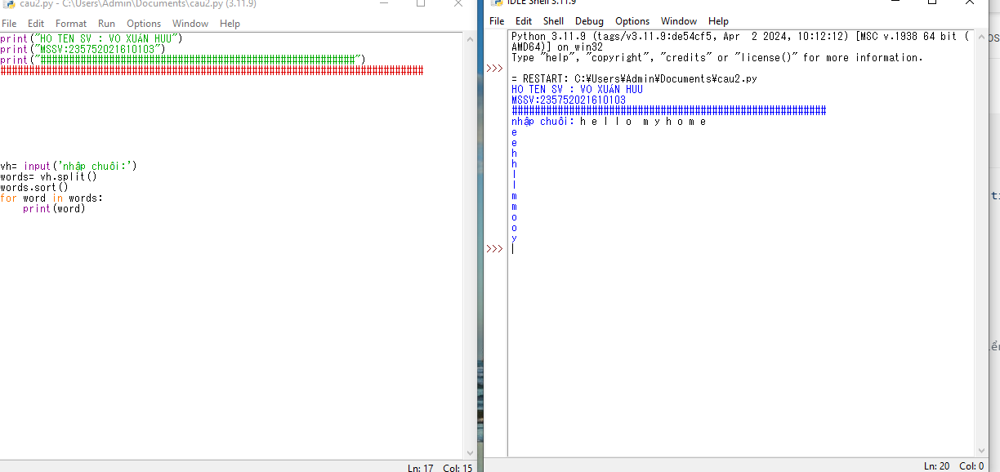 cau2.py - C:\Users\Admin\Documents\cau2.py (3.11.9)
File Edit Format Run Options Window Help
print("HO TEN SV : VO XUÁN HUU")
print("MSSV:235752021610103")
print("#######################################################")
##########################################################################
vh= input('nhập chuôi:')
words= vh.split()
words.sort()
for word in words:
    print(word)
Ln: 17 Col: 15
IDLE Shell 3.11.9
File Edit Shell Debug Options Window Help
Python 3.11.9 (tags/v3.11.9:de54cf5, Apr  2 2024, 10:12:12) [MSC v.1938 64 bit (
AMD64)] on win32
Type "help", "copyright", "credits" or "license()" for more information.
>>>
= RESTART: C:¥Users¥Admin¥Documents¥cau2.py
HO TEN SV : VO XUÁN HUU
MSSV:235752021610103
#######################################################
nhập chuôi: h e l l o  m y h o m e
e
e
h
h
l
l
m
m
o
o
y
>>>
Ln: 20 Col: 0